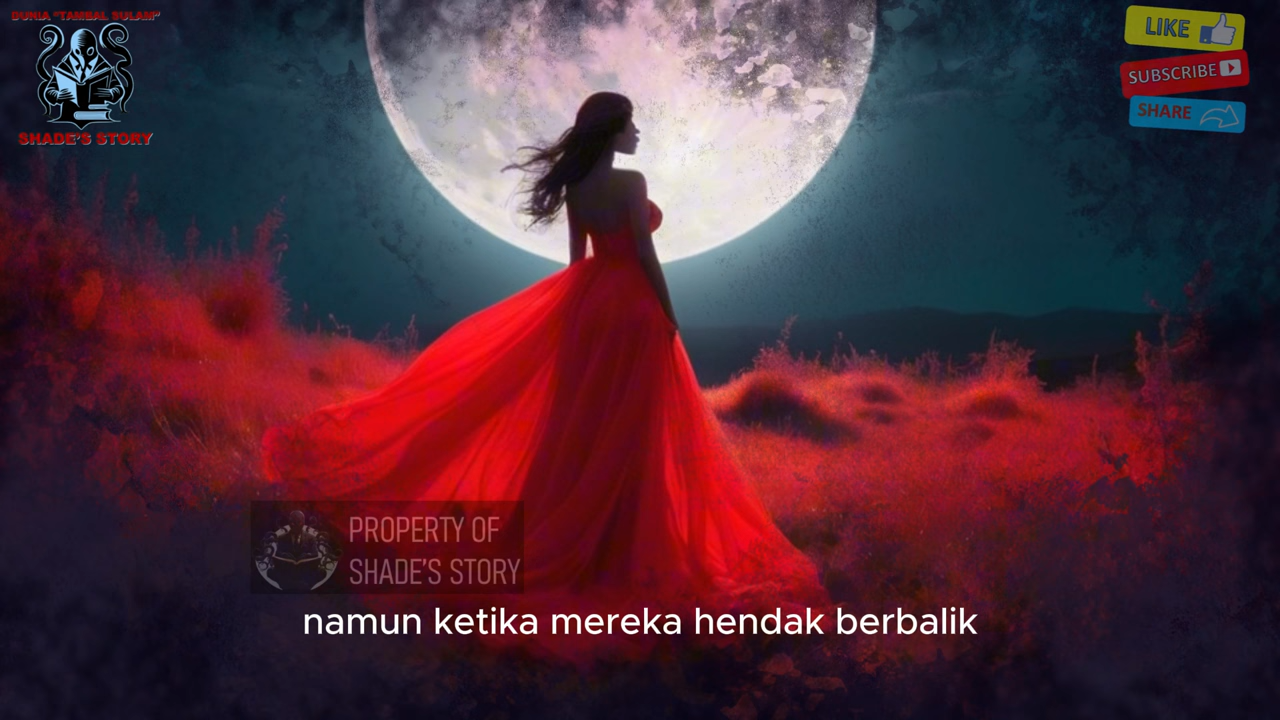 DUNIA "TAMBAL SULAM"
SHADE'S STORY
LIKE
SUBSCRIBE
SHARE
PROPERTY OF
SHADE'S STORY
namun ketika mereka hendak berbalik